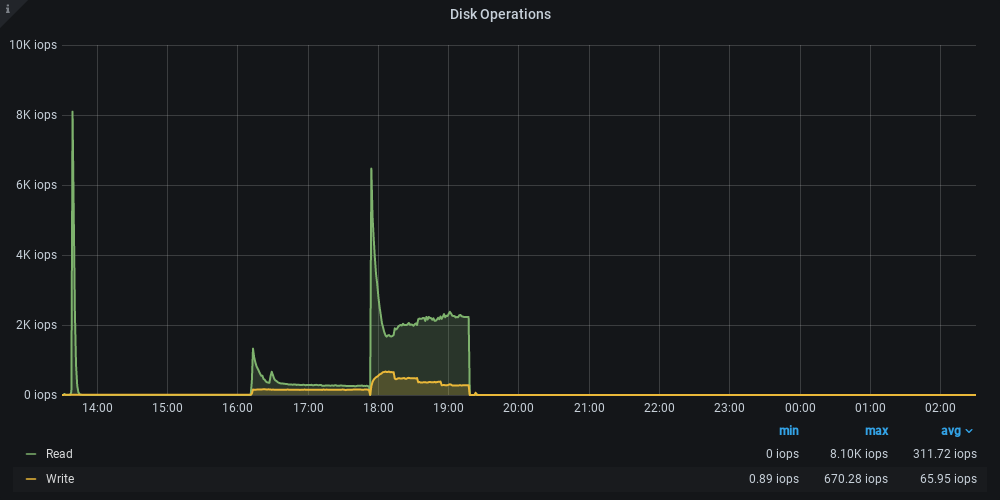 i
Disk Operations
10K iops
8K iops
6K iops
4K iops
2K iops
0 iops
14:00 15:00 16:00 17:00 18:00 19:00 20:00 21:00 22:00 23:00 00:00 01:00 02:00
min max avg
Read 0 iops 8.10K iops 311.72 iops
Write 0.89 iops 670.28 iops 65.95 iops